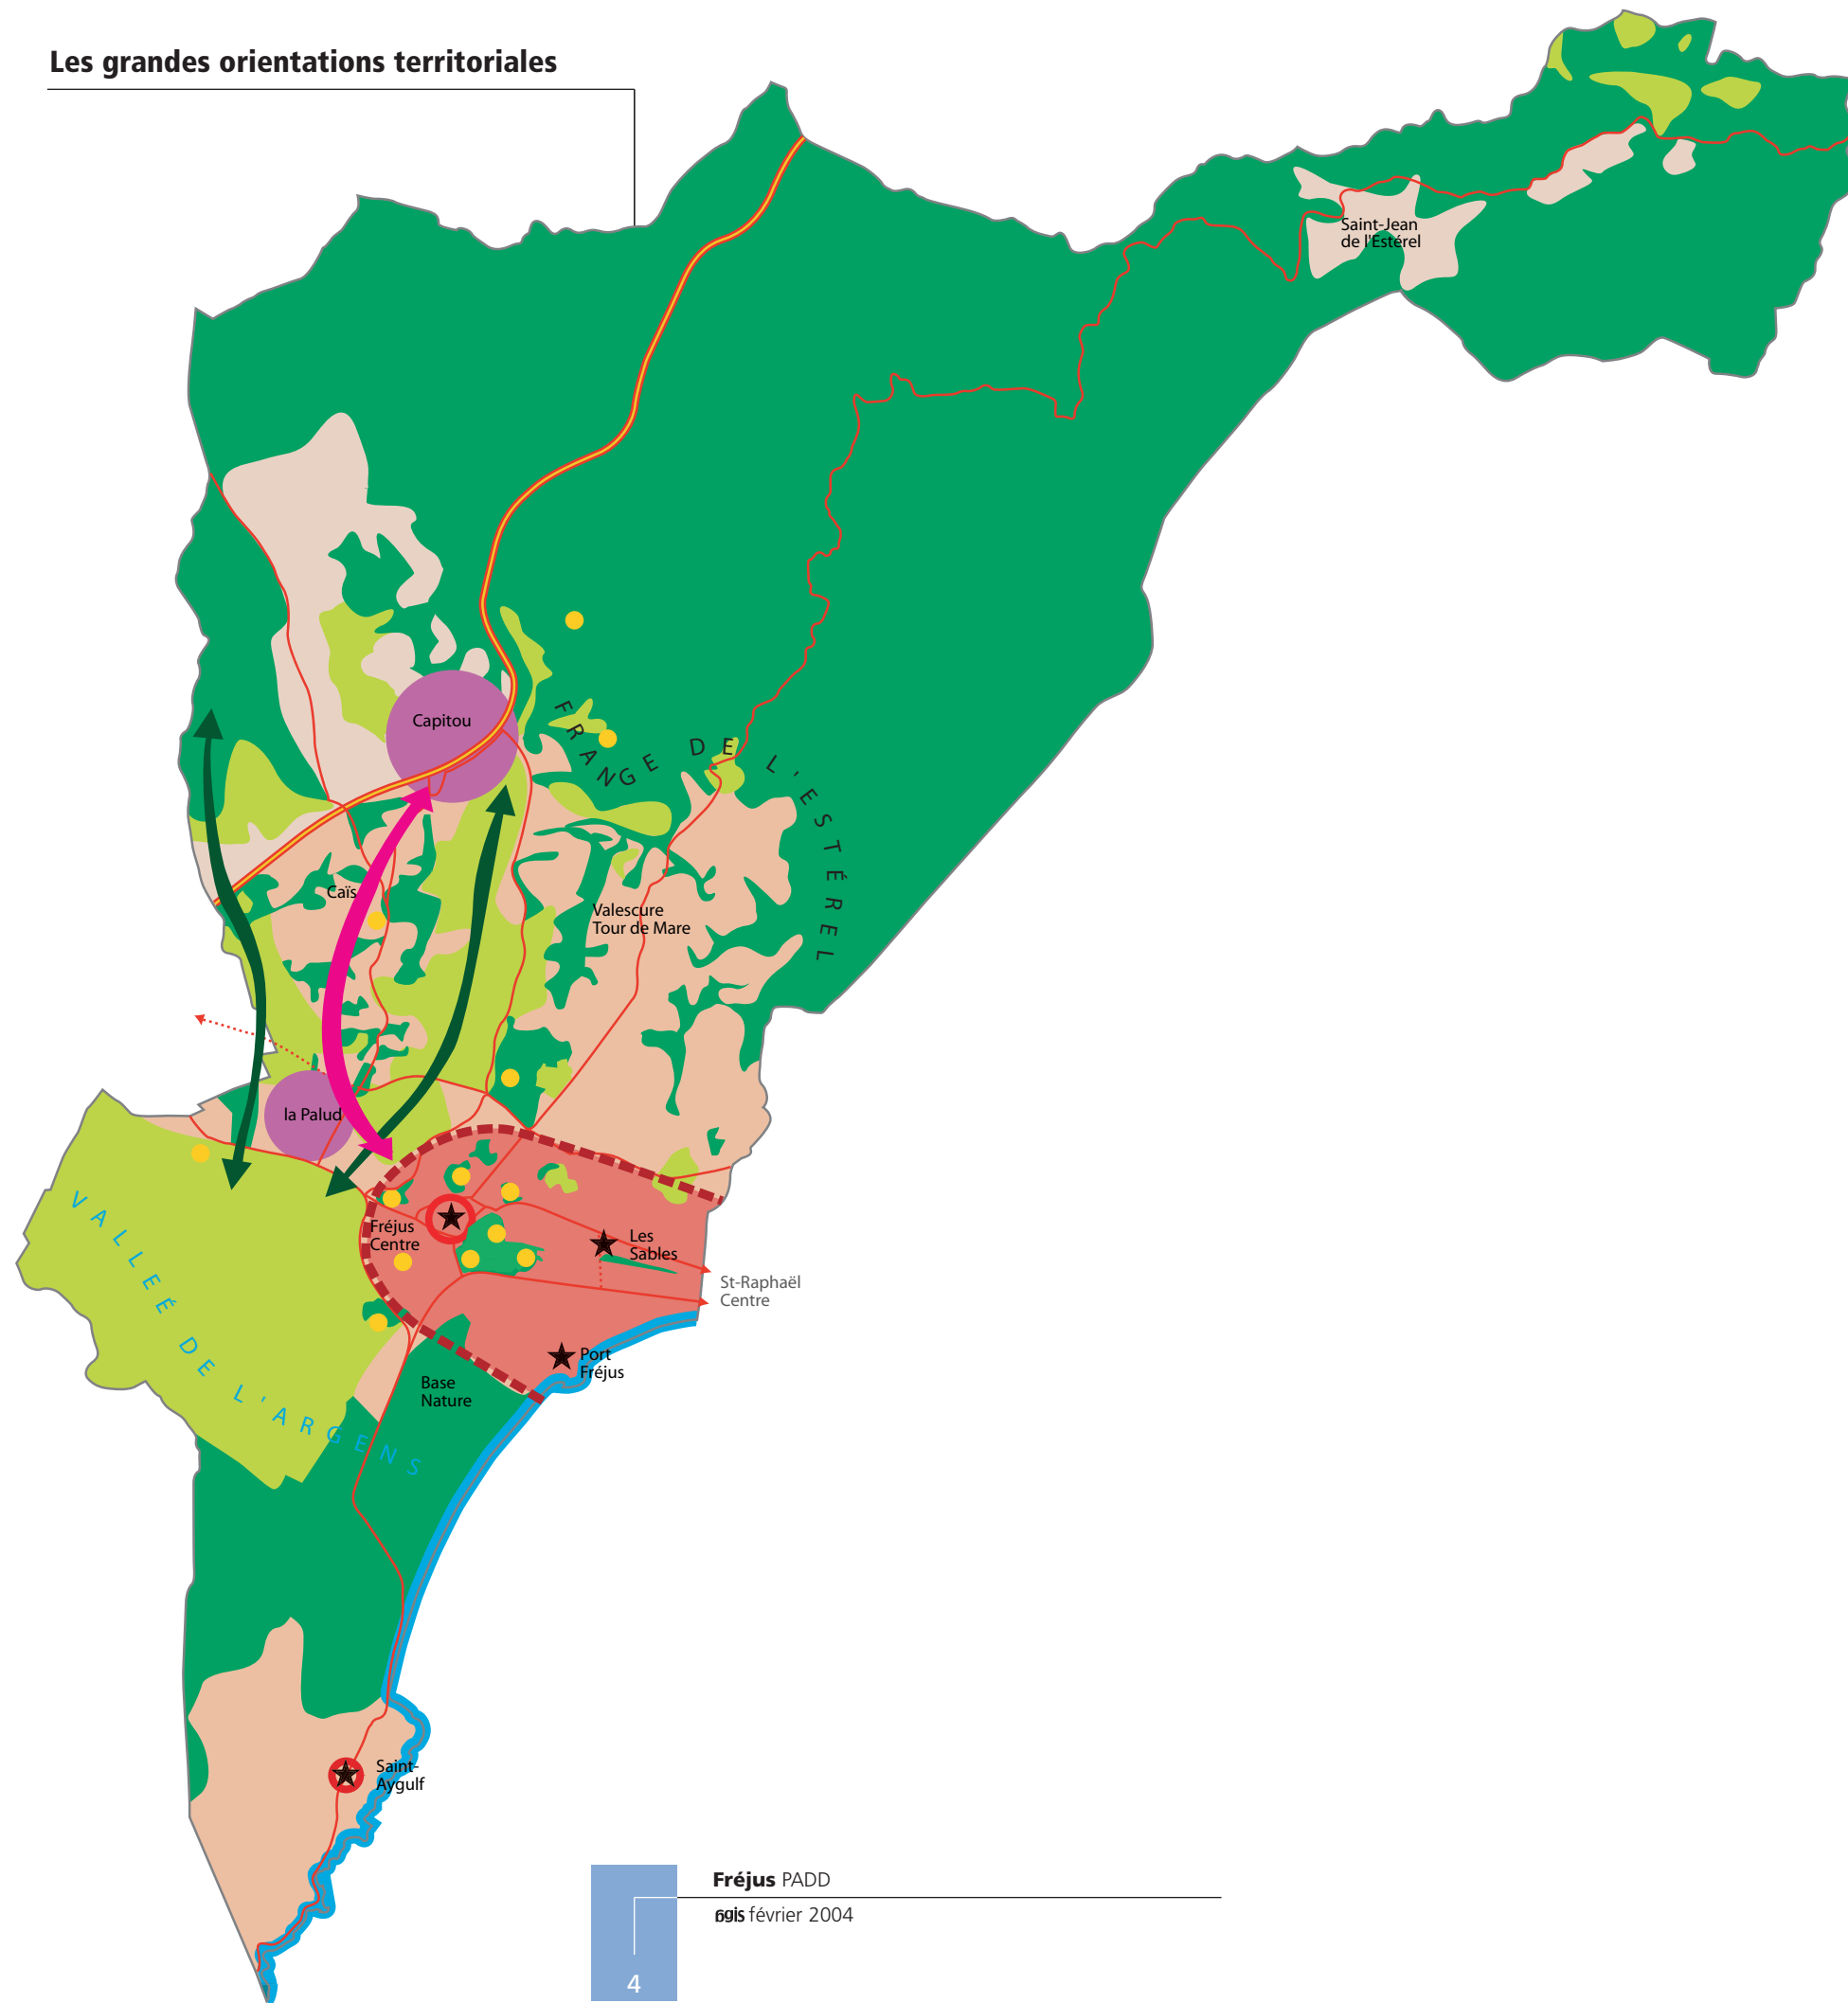 Les grandes orientations territoriales
Saint-Jean
de l'Estérel
Capitou
FRANGE DE L'ESTÉREL
Caïs
Valescure
Tour de Mare
la Palud
VALLÉE DE L'ARGENS
Fréjus
Centre
Les
Sables
St-Raphaël
Centre
Port
Fréjus
Base
Nature
Saint-
Aygulf
Fréjus PADD
février 2004
4